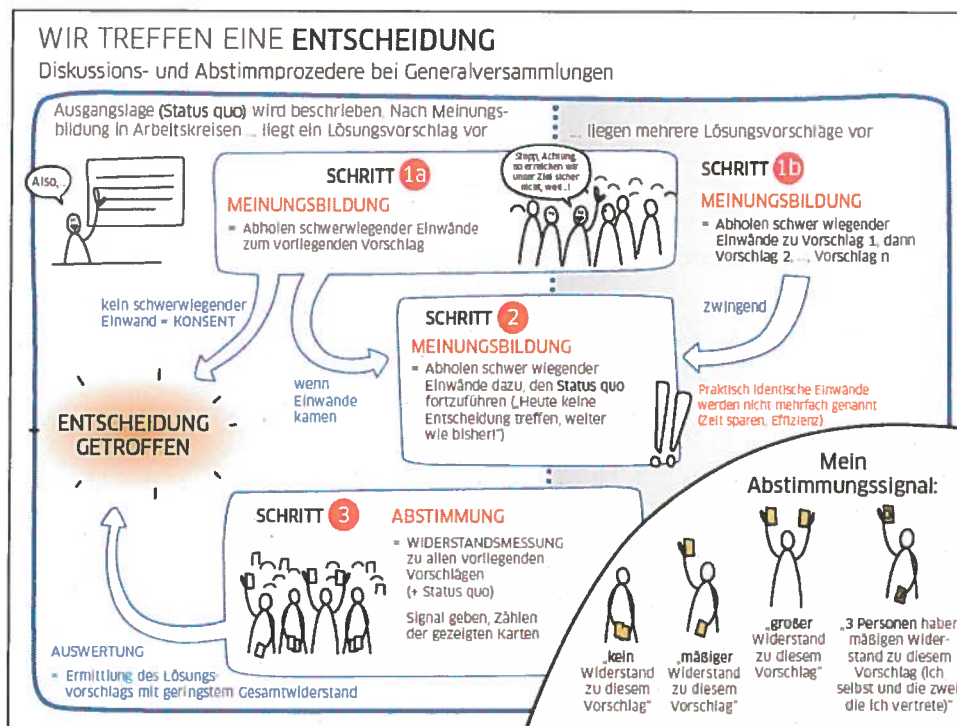 WIR TREFFEN EINE ENTSCHEIDUNG
Diskussions- und Abstimmprozedere bei Generalversammlungen
Ausgangslage (Status quo) wird beschrieben. Nach Meinungs-
bildung in Arbeitskreisen ... liegt ein Lösungsvorschlag vor
... liegen mehrere Lösungsvorschläge vor
Also, ...
SCHRITT 1a
MEINUNGSBILDUNG
= Abholen schwerwiegender Einwände
zum vorliegenden Vorschlag
Stopp, Achtung,
so erreichen wir
unser Ziel sicher
nicht, weil...!
SCHRITT 1b
MEINUNGSBILDUNG
= Abholen schwer wiegender
Einwände zu Vorschlag 1, dann
Vorschlag 2, ..., Vorschlag n
kein schwerwiegender
Einwand = KONSENT
wenn
Einwände
kamen
zwingend
SCHRITT 2
MEINUNGSBILDUNG
= Abholen schwer wiegender
Einwände dazu, den Status quo
fortzuführen („Heute keine
Entscheidung treffen, weiter
wie bisher!")
!!
Praktisch identische Einwände
werden nicht mehrfach genannt
(Zeit sparen, Effizienz)
ENTSCHEIDUNG
GETROFFEN
SCHRITT 3
ABSTIMMUNG
= WIDERSTANDSMESSUNG
zu allen vorliegenden
Vorschlägen
(+ Status quo)
Signal geben, Zählen
der gezeigten Karten
AUSWERTUNG
= Ermittlung des Lösungs-
vorschlags mit geringstem Gesamtwiderstand
Mein
Abstimmungssignal:
„kein
Widerstand
zu diesem
Vorschlag"
„mäßiger
Widerstand
zu diesem
Vorschlag"
„großer
Widerstand
zu diesem
Vorschlag"
„3 Personen haben
mäßigen Wider-
stand zu diesem
Vorschlag (Ich
selbst und die zwei,
die ich vertrete)"